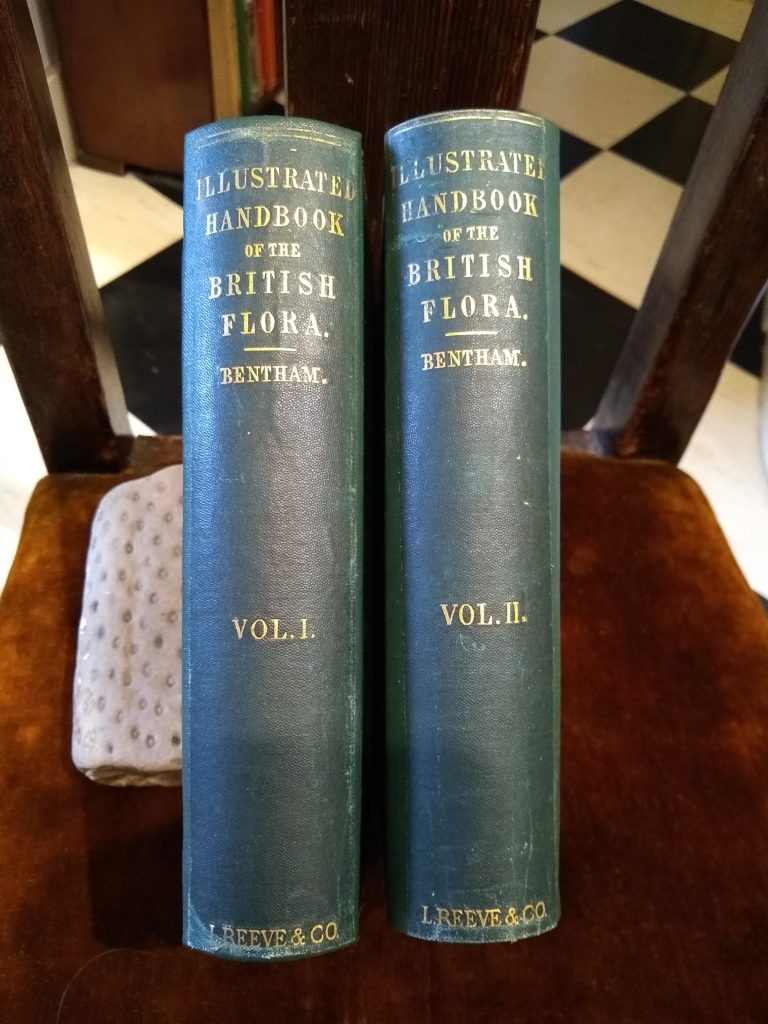 ILLUSTRATED
HANDBOOK
OF THE
BRITISH
FLORA.
BENTHAM.
VOL. I.
L. REEVE & CO.
ILLUSTRATED
HANDBOOK
OF THE
BRITISH
FLORA.
BENTHAM.
VOL. II.
L. REEVE & CO.